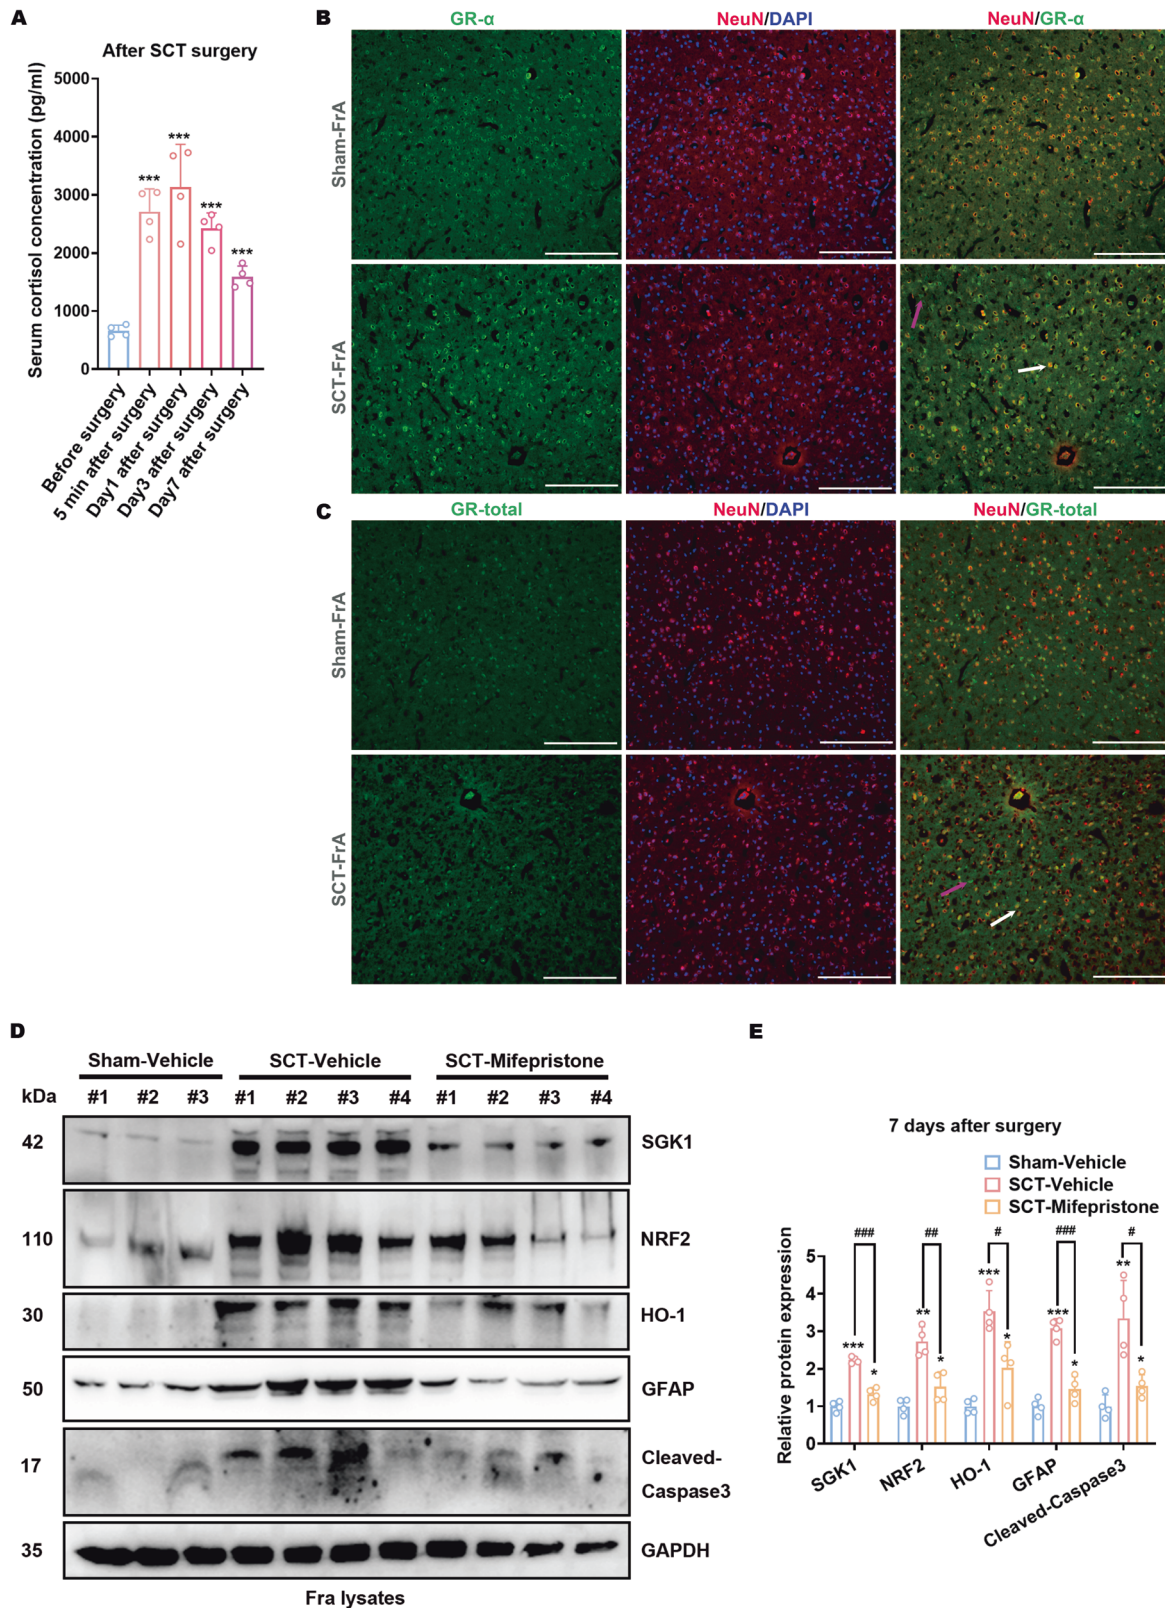 A
After SCT surgery
Serum cortisol concentration (pg/ml)
5000
4000
3000
2000
1000
0
***
***
***
***
Before surgery
5 min after surgery
Day1 after surgery
Day3 after surgery
Day7 after surgery
B
GR-α
NeuN/DAPI
NeuN/GR-α
Sham-FrA
SCT-FrA
C
GR-total
NeuN/DAPI
NeuN/GR-total
Sham-FrA
SCT-FrA
D
Sham-Vehicle
SCT-Vehicle
SCT-Mifepristone
kDa
#1 #2 #3 #1 #2 #3 #4 #1 #2 #3 #4
42 SGK1
110 NRF2
30 HO-1
50 GFAP
17 Cleaved-
Caspase3
35 GAPDH
Fra lysates
E
7 days after surgery
Sham-Vehicle
SCT-Vehicle
SCT-Mifepristone
Relative protein expression
5
4
3
2
1
0
### ## # ### #
*** * ** * *** * *** * ** *
SGK1
NRF2
HO-1
GFAP
Cleaved-Caspase3